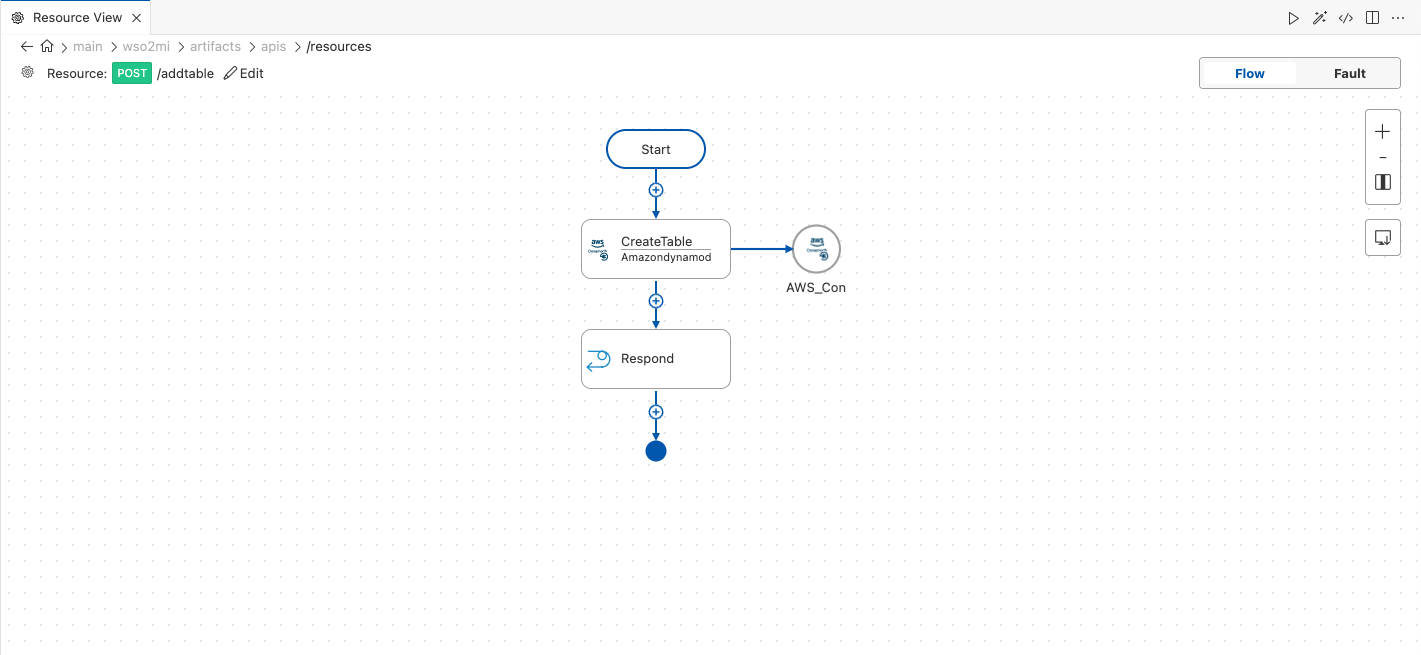 Resource View
main wso2mi artifacts apis /resources
Resource: POST /addtable Edit
Flow Fault
Start
CreateTable
Amazondynamod
aws
aws
AWS_Con
Respond